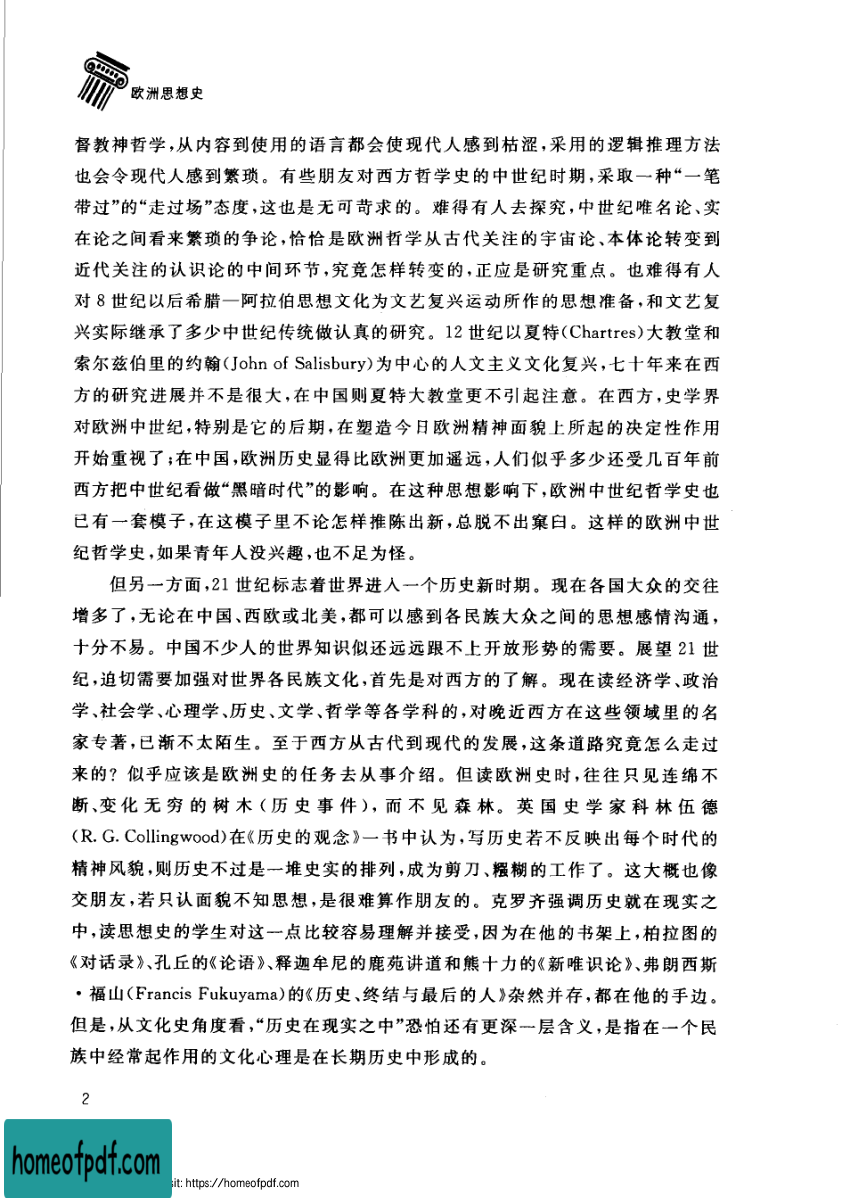 欧洲思想史
督教神哲学,从内容到使用的语言都会使现代人感到枯涩,采用的逻辑推理方法
也会令现代人感到繁琐。有些朋友对西方哲学史的中世纪时期,采取一种“一笔
带过”的“走过场”态度,这也是无可苛求的。难得有人去探究,中世纪唯名论、实
在论之间看来繁琐的争论,恰恰是欧洲哲学从古代关注的宇宙论、本体论转变到
近代关注的认识论的中间环节,究竟怎样转变的,正应是研究重点。也难得有人
对 8 世纪以后希腊—阿拉伯思想文化为文艺复兴运动所作的思想准备,和文艺复
兴实际继承了多少中世纪传统做认真的研究。12 世纪以夏特(Chartres)大教堂和
索尔兹伯里的约翰(John of Salisbury)为中心的人文主义文化复兴,七十年来在西
方的研究进展并不是很大,在中国则夏特大教堂更不引起注意。在西方,史学界
对欧洲中世纪,特别是它的后期,在塑造今日欧洲精神面貌上所起的决定性作用
开始重视了;在中国,欧洲历史显得比欧洲更加遥远,人们似乎多少还受几百年前
西方把中世纪看做“黑暗时代”的影响。在这种思想影响下,欧洲中世纪哲学史也
已有一套模子,在这模子里不论怎样推陈出新,总脱不出窠臼。这样的欧洲中世
纪哲学史,如果青年人没兴趣,也不足为怪。
但另一方面,21 世纪标志着世界进入一个历史新时期。现在各国大众的交往
增多了,无论在中国、西欧或北美,都可以感到各民族大众之间的思想感情沟通,
十分不易。中国不少人的世界知识似还远远跟不上开放形势的需要。展望 21 世
纪,迫切需要加强对世界各民族文化,首先是对西方的了解。现在读经济学、政治
学、社会学、心理学、历史、文学、哲学等各学科的,对晚近西方在这些领域里的名
家专著,已渐不太陌生。至于西方从古代到现代的发展,这条道路究竟怎么走过
来的? 似乎应该是欧洲史的任务去从事介绍。但读欧洲史时,往往只见连绵不
断、变化无穷的树木(历史事件),而不见森林。英国史学家科林伍德
(R. G. Collingwood)在《历史的观念》一书中认为,写历史若不反映出每个时代的
精神风貌,则历史不过是一堆史实的排列,成为剪刀、糨糊的工作了。这大概也像
交朋友,若只认面貌不知思想,是很难算作朋友的。克罗齐强调历史就在现实之
中,读思想史的学生对这一点比较容易理解并接受,因为在他的书架上,柏拉图的
《对话录》、孔丘的《论语》、释迦牟尼的鹿苑讲道和熊十力的《新唯识论》、弗朗西斯
·福山(Francis Fukuyama)的《历史、终结与最后的人》杂然并存,都在他的手边。
但是,从文化史角度看,“历史在现实之中”恐怕还有更深一层含义,是指在一个民
族中经常起作用的文化心理是在长期历史中形成的。
2
homeofpdf.com
sit: https://homeofpdf.com